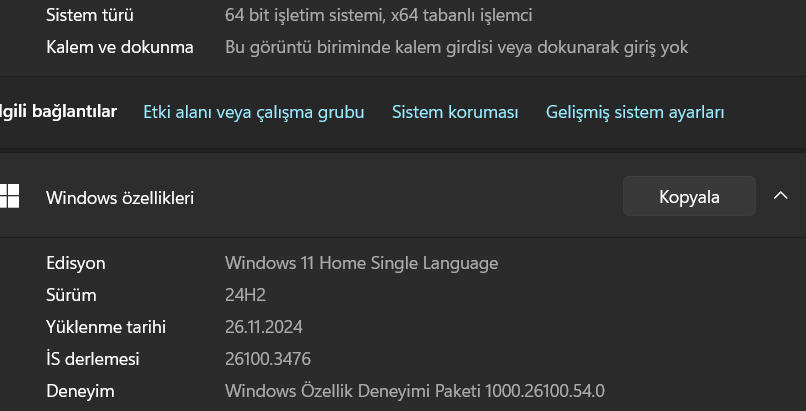 Sistem türü 64 bit işletim sistemi, x64 tabanlı işlemci
Kalem ve dokunma Bu görüntü biriminde kalem girdisi veya dokunarak giriş yok
lgili bağlantılar Etki alanı veya çalışma grubu Sistem koruması Gelişmiş sistem ayarları
Windows özellikleri Kopyala
Edisyon Windows 11 Home Single Language
Sürüm 24H2
Yüklenme tarihi 26.11.2024
İS derlemesi 26100.3476
Deneyim Windows Özellik Deneyimi Paketi 1000.26100.54.0